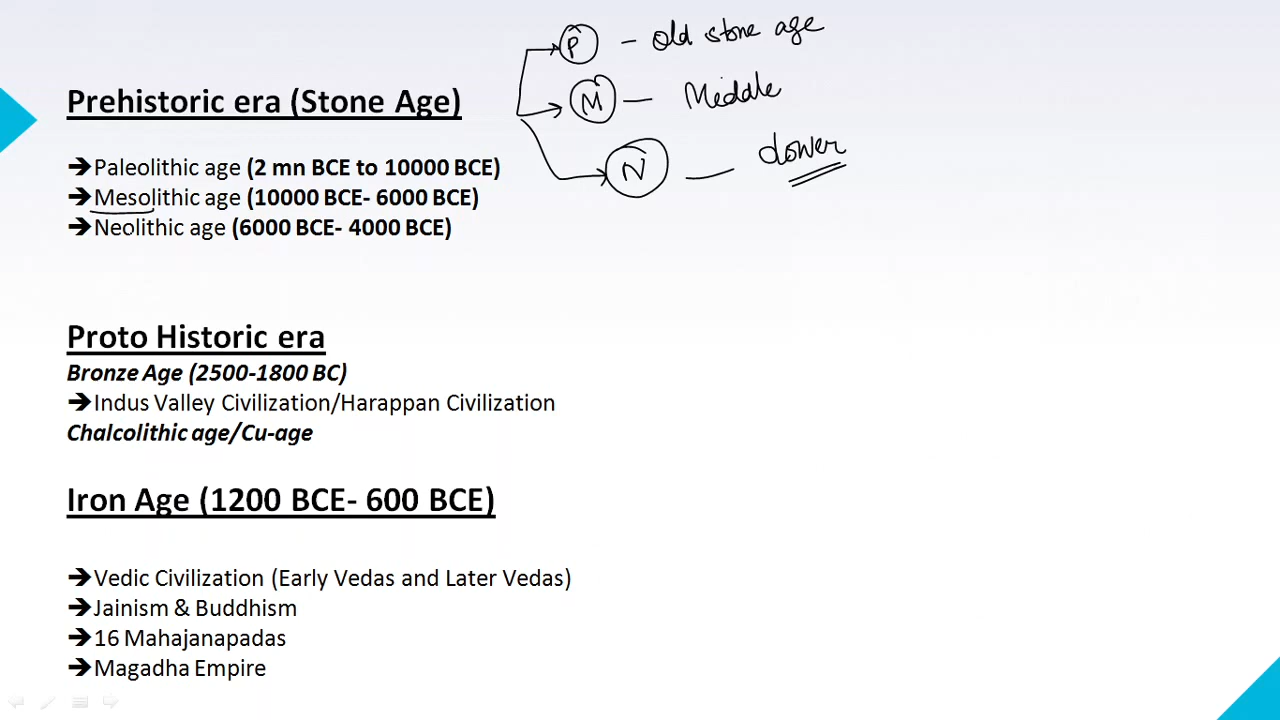 P – old stone age
Prehistoric era (Stone Age)
M – Middle
N – Lower
➔Paleolithic age (2 mn BCE to 10000 BCE)
➔Mesolithic age (10000 BCE- 6000 BCE)
➔Neolithic age (6000 BCE- 4000 BCE)
Proto Historic era
Bronze Age (2500-1800 BC)
➔Indus Valley Civilization/Harappan Civilization
Chalcolithic age/Cu-age
Iron Age (1200 BCE- 600 BCE)
➔Vedic Civilization (Early Vedas and Later Vedas)
➔Jainism & Buddhism
➔16 Mahajanapadas
➔Magadha Empire